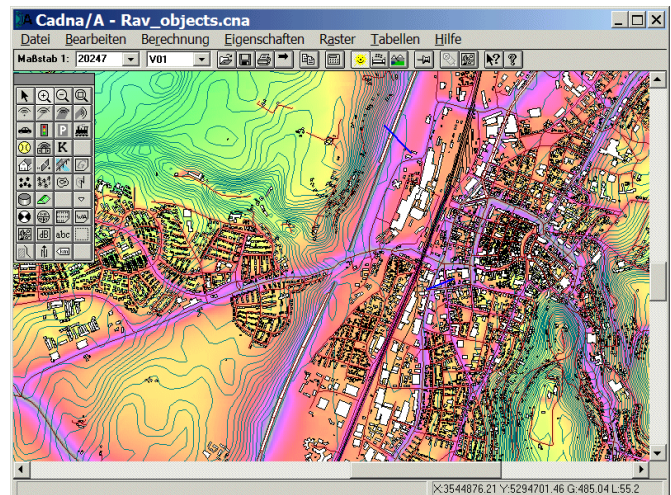 Cadna/A - Rav_objects.cna
Datei Bearbeiten Berechnung Eigenschaften Raster Tabellen Hilfe
Maßstab 1: 20247 V01
P
K
dB abc
X:3544876.21 Y:5294701.46 G:485.04 L:55.2